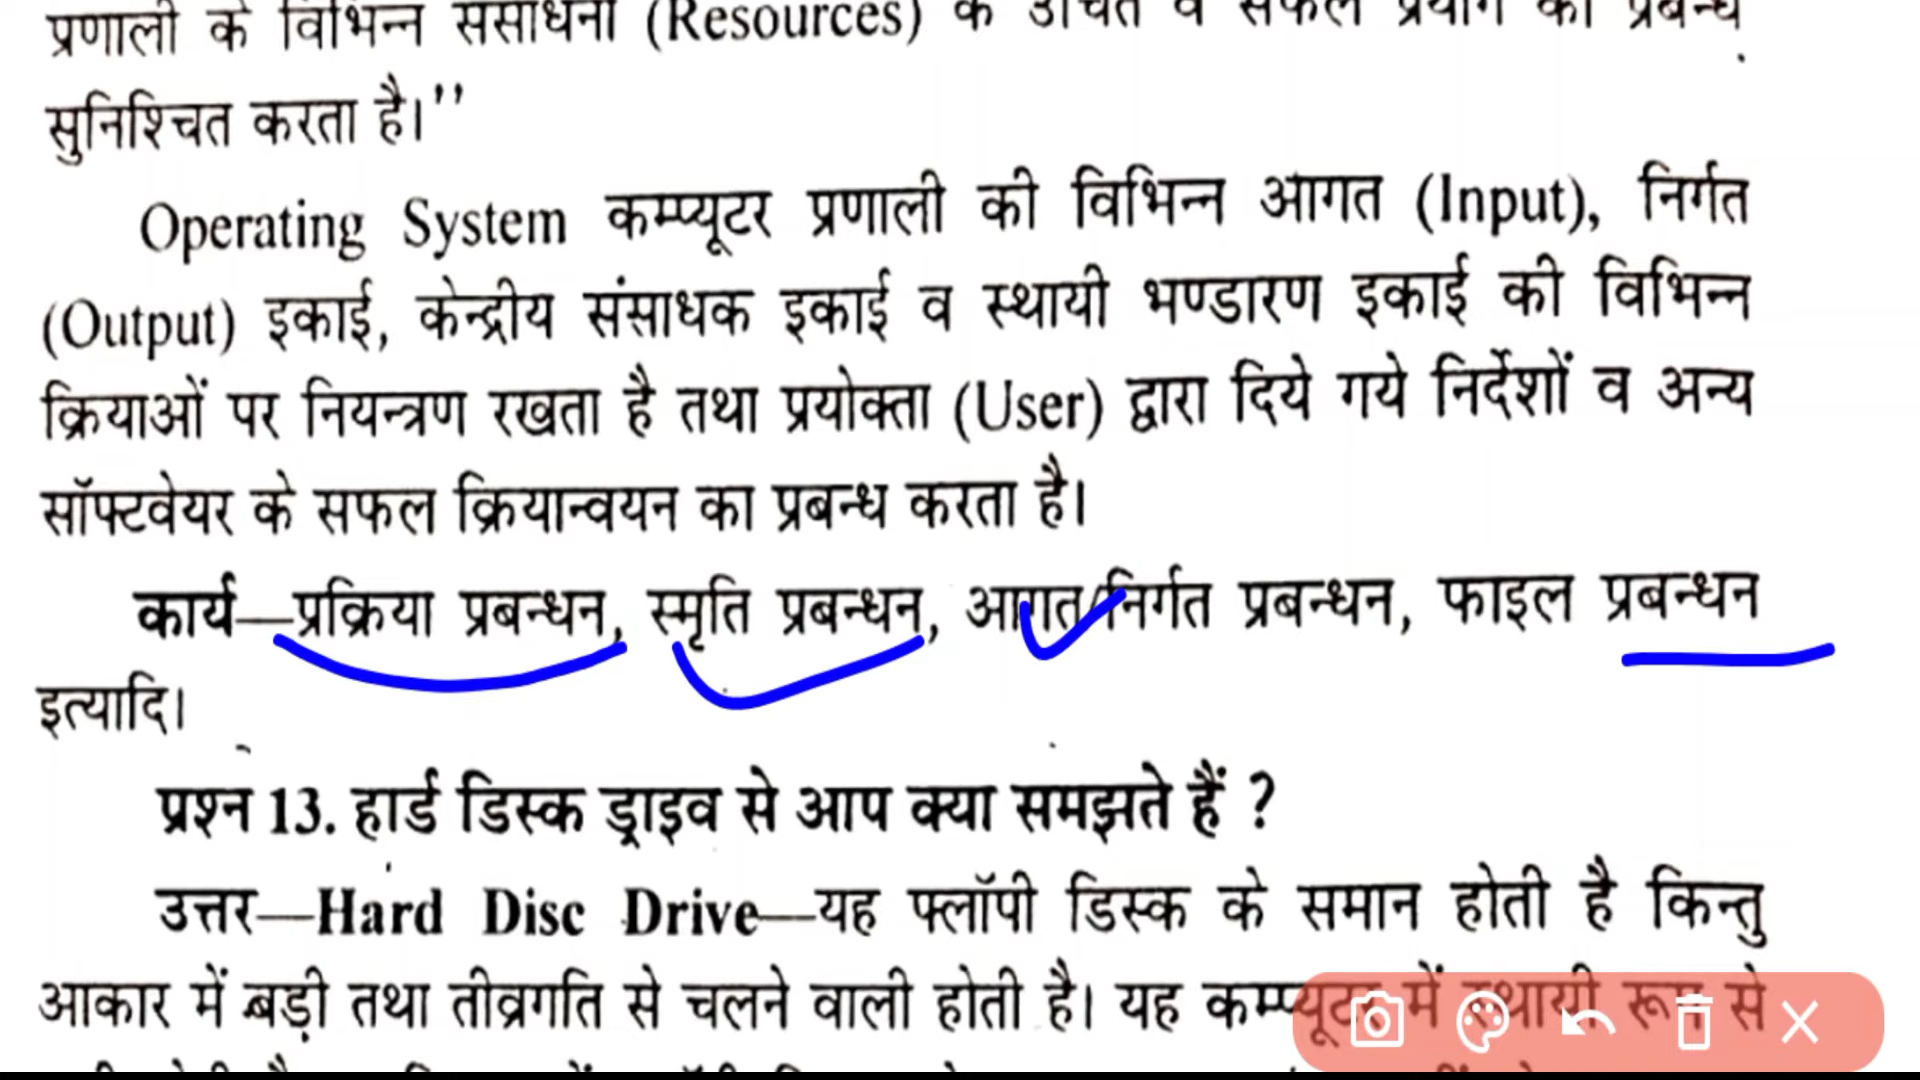 प्रणाली के विभिन्न संसाधनों (Resources) के उचित व सफल प्रयोग का प्रबन्ध
सुनिश्चित करता है।’’
Operating System कम्प्यूटर प्रणाली की विभिन्न आगत (Input), निर्गत
(Output) इकाई, केन्द्रीय संसाधक इकाई व स्थायी भण्डारण इकाई की विभिन्न
क्रियाओं पर नियन्त्रण रखता है तथा प्रयोक्ता (User) द्वारा दिये गये निर्देशों व अन्य
सॉफ्टवेयर के सफल क्रियान्वयन का प्रबन्ध करता है।
कार्य—प्रक्रिया प्रबन्धन, स्मृति प्रबन्धन, आगत/निर्गत प्रबन्धन, फाइल प्रबन्धन
इत्यादि।
प्रश्न 13. हार्ड डिस्क ड्राइव से आप क्या समझते हैं ?
उत्तर—Hard Disc Drive—यह फ्लॉपी डिस्क के समान होती है किन्तु
आकार में बड़ी तथा तीव्रगति से चलने वाली होती है। यह कम्प्यूटर में स्थायी रूप से